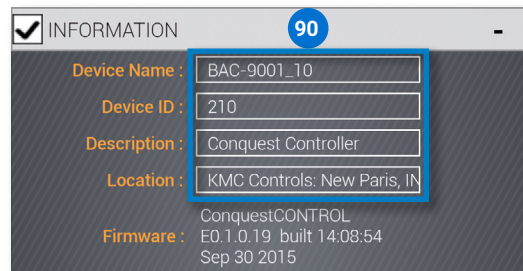 INFORMATION 90 -
Device Name : BAC-9001_10
Device ID : 210
Description : Conquest Controller
Location : KMC Controls: New Paris, IN
Firmware : ConquestCONTROL
E0.1.0.19 built 14:08:54
Sep 30 2015